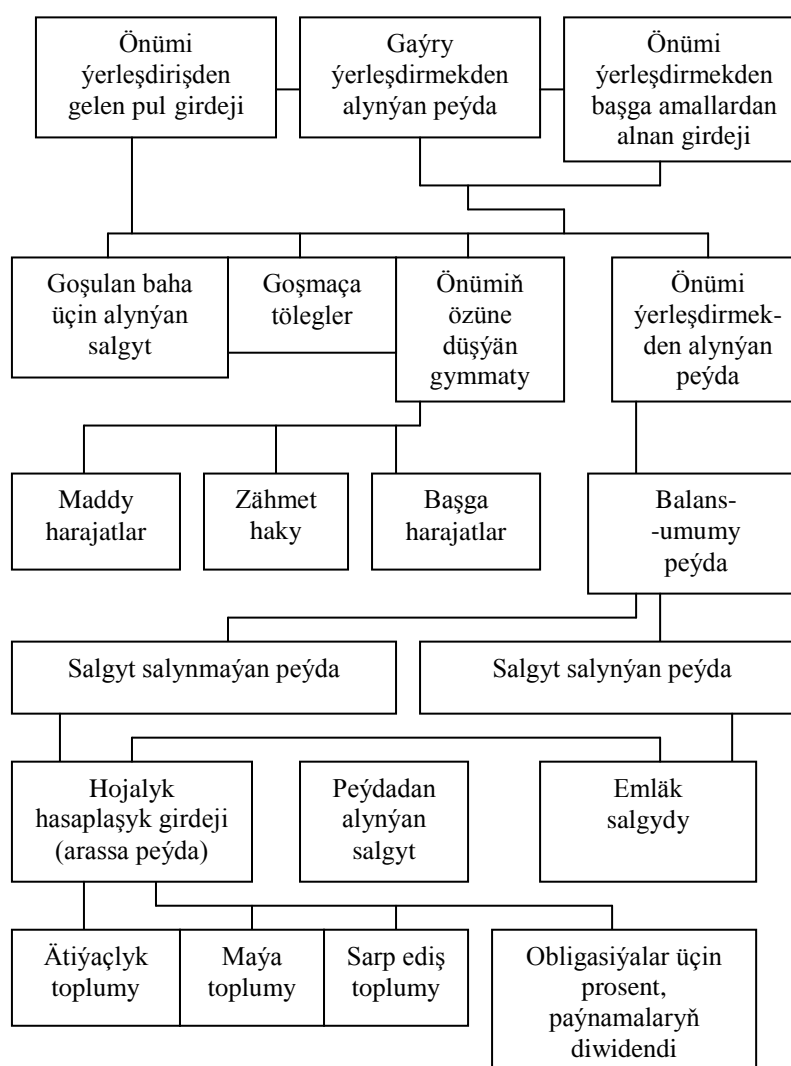 Önümi
ýerleşdirişden
gelen pul girdeji
Gaýry
ýerleşdirmekden
alynýan peýda
Önümi
ýerleşdirmekden
başga amallardan
alnan girdeji
Goşulan baha
üçin alynýan
salgyt
Goşmaça
tölegler
Önümiň
özüne
düşýän
gymmaty
Önümi
ýerleşdirmek-
den alynýan
peýda
Maddy
harajatlar
Zähmet
haky
Başga
harajatlar
Balans-
-umumy
peýda
Salgyt salynmaýan peýda
Salgyt salynýan peýda
Hojalyk
hasaplaşyk girdeji
(arassa peýda)
Peýdadan
alynýan
salgyt
Emläk
salgydy
Ätiýaçlyk
toplumy
Maýa
toplumy
Sarp ediş
toplumy
Obligasiýalar üçin
prosent,
paýnamalaryň
diwidendi